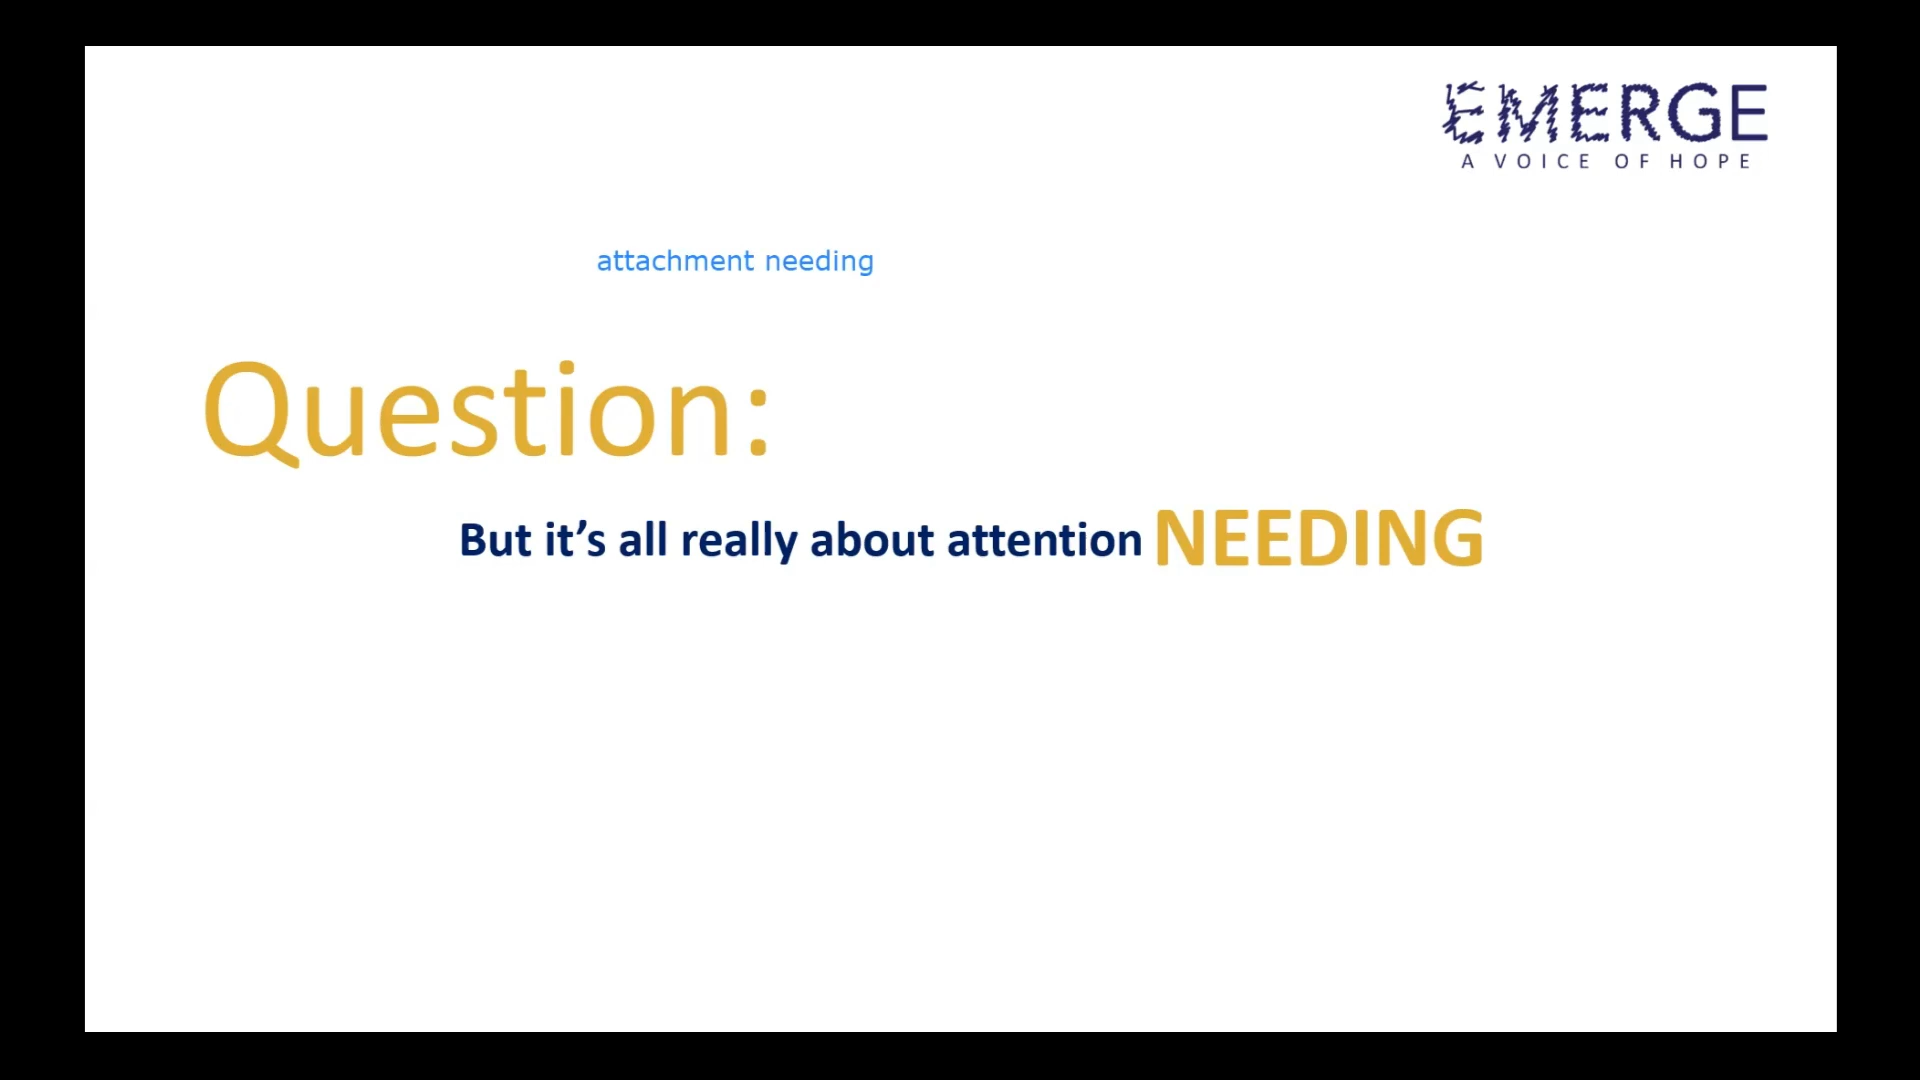 EMERGE
A VOICE OF HOPE
attachment needing
Question:
But it’s all really about attention NEEDING